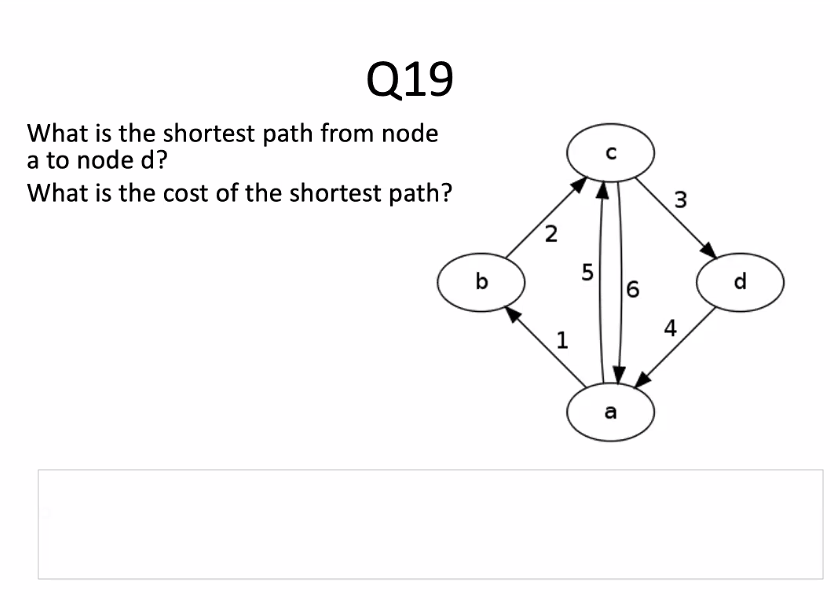 Q19
What is the shortest path from node
a to node d?
What is the cost of the shortest path?
c
3
2
5
6
b
d
1
4
a